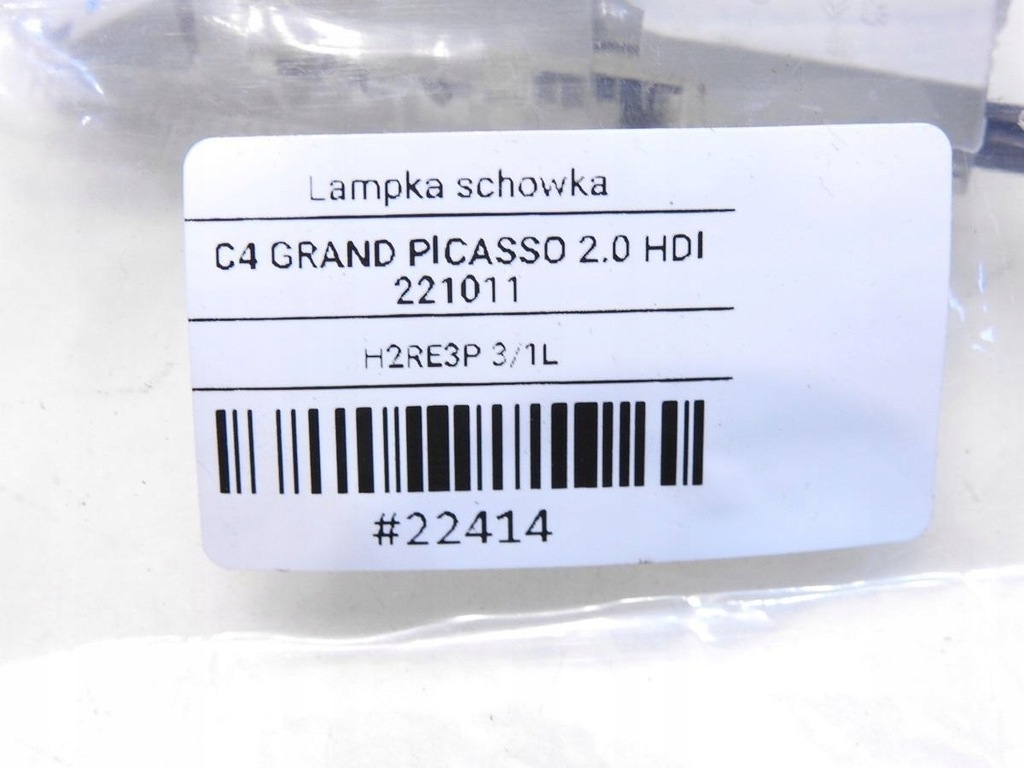 Lampka schowka
C4 GRAND PICASSO 2.0 HDI
221011
H2RE3P 3/1L
#22414